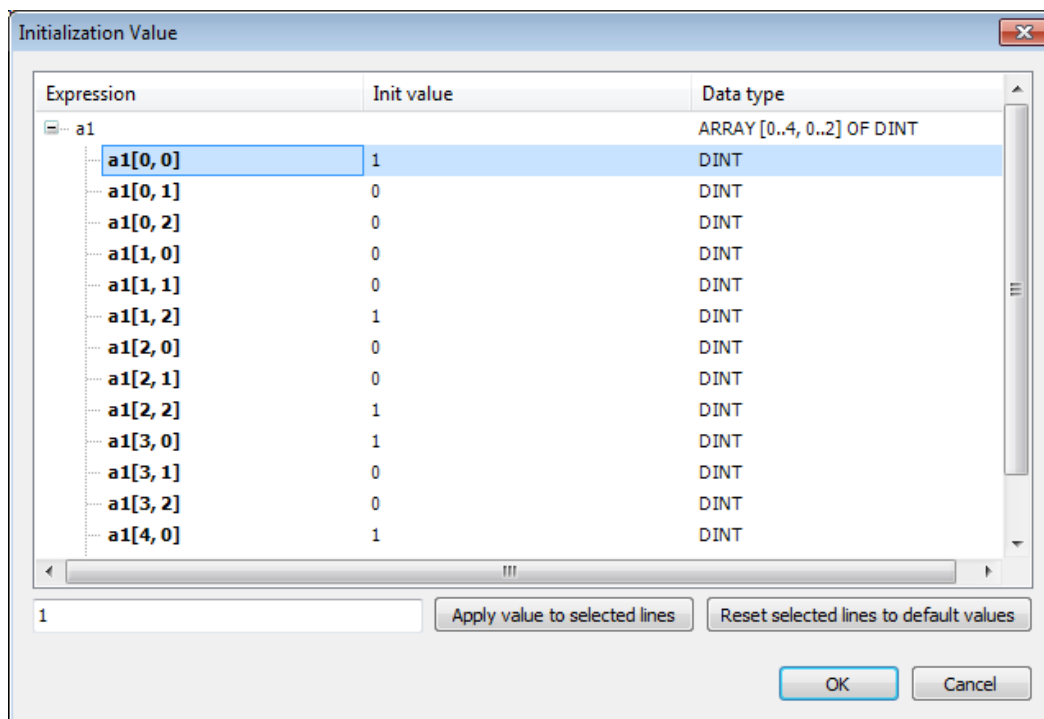 Initialization Value
Expression Init value Data type
a1 ARRAY [0..4, 0..2] OF DINT
a1[0, 0] 1 DINT
a1[0, 1] 0 DINT
a1[0, 2] 0 DINT
a1[1, 0] 0 DINT
a1[1, 1] 0 DINT
a1[1, 2] 1 DINT
a1[2, 0] 0 DINT
a1[2, 1] 0 DINT
a1[2, 2] 1 DINT
a1[3, 0] 1 DINT
a1[3, 1] 0 DINT
a1[3, 2] 0 DINT
a1[4, 0] 1 DINT
1 Apply value to selected lines Reset selected lines to default values
OK Cancel